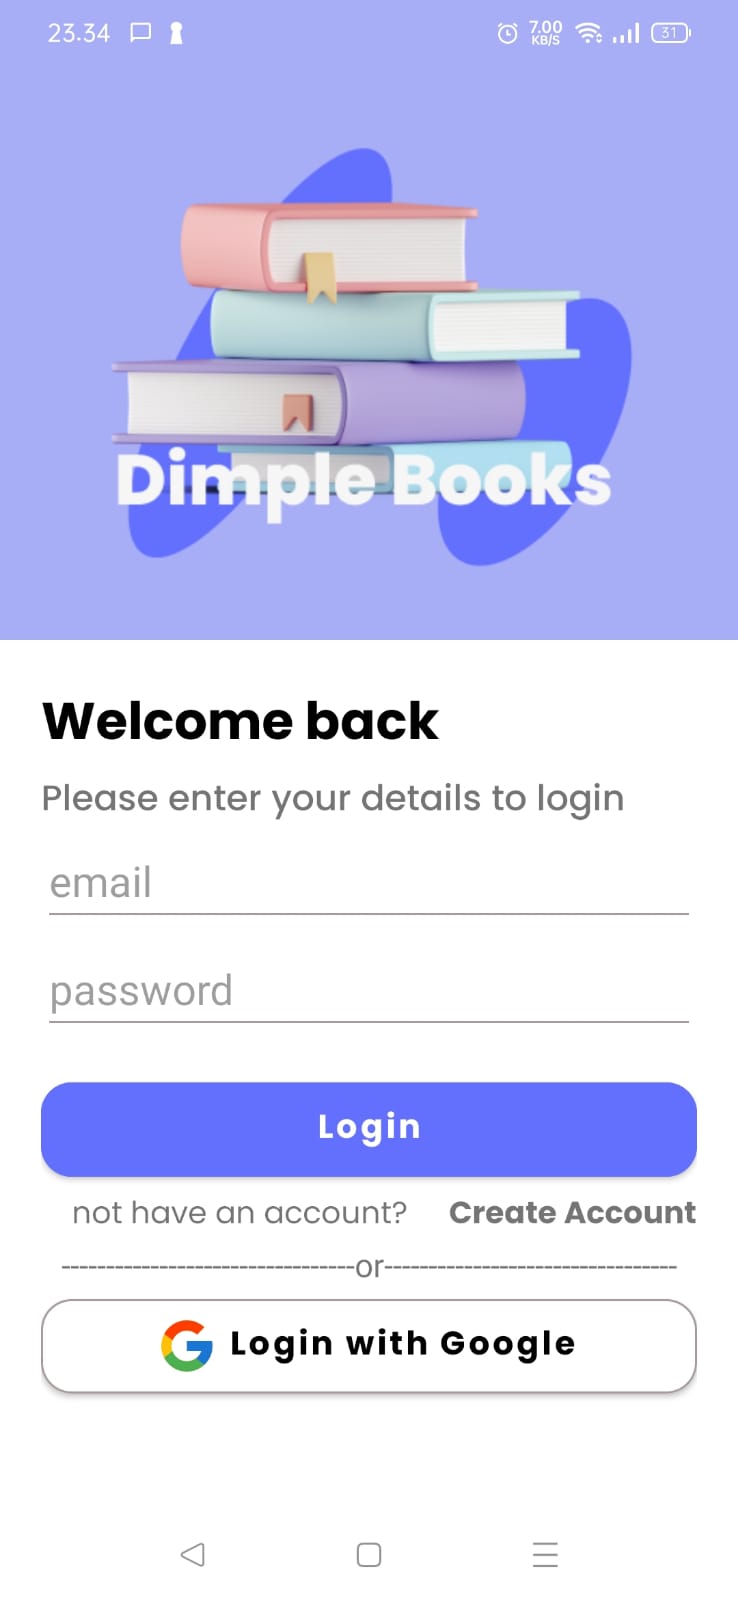 23.34 7.00 KB/S 31
Dimple Books
Welcome back
Please enter your details to login
email
password
Login
not have an account? Create Account
---------------------------------or---------------------------------
Login with Google